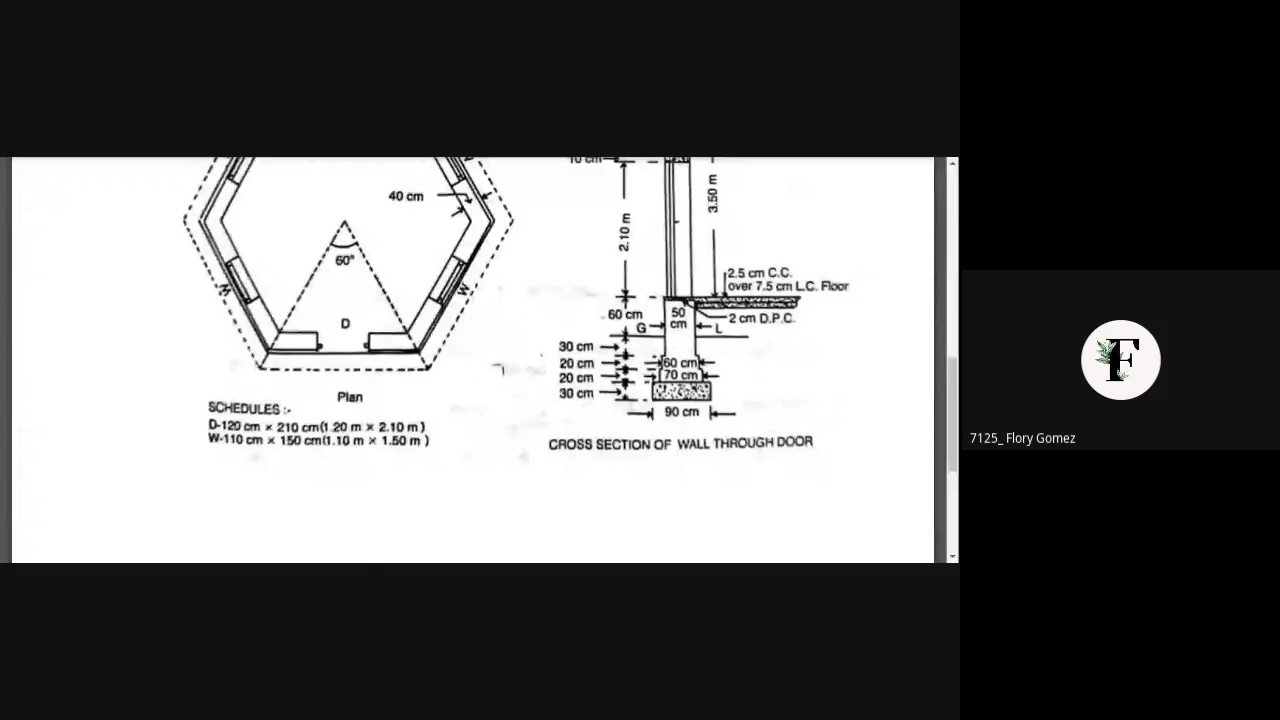 40 cm
60°
W
W
D
Plan
SCHEDULES :-
D-120 cm × 210 cm(1.20 m × 2.10 m)
W-110 cm × 150 cm(1.10 m × 1.50 m)
10 cm
2.10 m
3.50 m
2.5 cm C.C.
over 7.5 cm L.C. Floor
2 cm D.P.C.
60 cm
50
cm
G
L
30 cm
20 cm
60 cm
20 cm
70 cm
30 cm
90 cm
CROSS SECTION OF WALL THROUGH DOOR
F
7125_ Flory Gomez